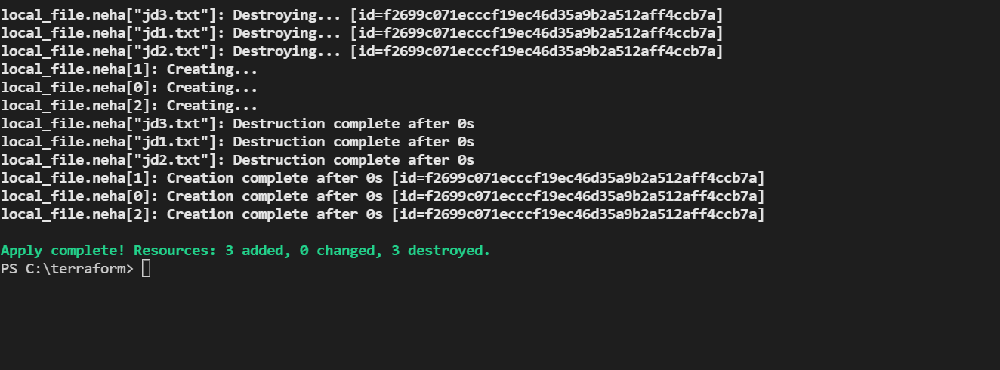 local_file.neha["jd3.txt"]: Destroying... [id=f2699c071ecccf19ec46d35a9b2a512aff4ccb7a]
local_file.neha["jd1.txt"]: Destroying... [id=f2699c071ecccf19ec46d35a9b2a512aff4ccb7a]
local_file.neha["jd2.txt"]: Destroying... [id=f2699c071ecccf19ec46d35a9b2a512aff4ccb7a]
local_file.neha[1]: Creating...
local_file.neha[0]: Creating...
local_file.neha[2]: Creating...
local_file.neha["jd3.txt"]: Destruction complete after 0s
local_file.neha["jd1.txt"]: Destruction complete after 0s
local_file.neha["jd2.txt"]: Destruction complete after 0s
local_file.neha[1]: Creation complete after 0s [id=f2699c071ecccf19ec46d35a9b2a512aff4ccb7a]
local_file.neha[0]: Creation complete after 0s [id=f2699c071ecccf19ec46d35a9b2a512aff4ccb7a]
local_file.neha[2]: Creation complete after 0s [id=f2699c071ecccf19ec46d35a9b2a512aff4ccb7a]
Apply complete! Resources: 3 added, 0 changed, 3 destroyed.
PS C:\terraform>